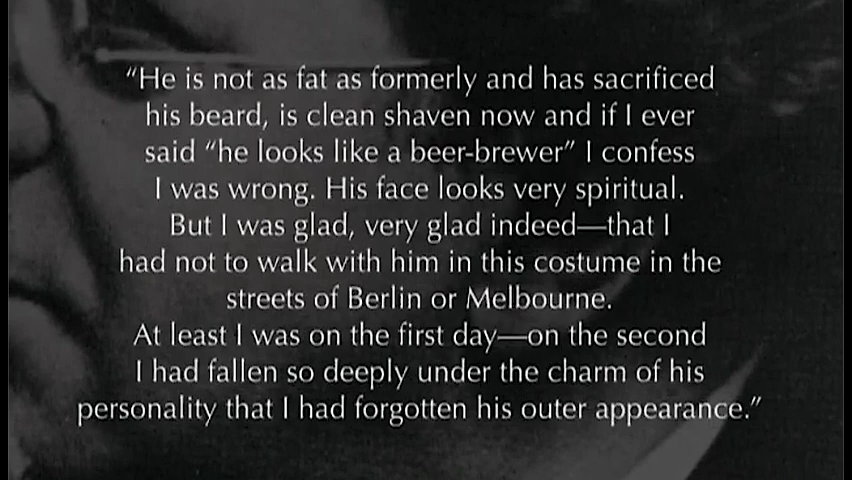 “He is not as fat as formerly and has sacrificed
his beard, is clean shaven now and if I ever
said “he looks like a beer-brewer” I confess
I was wrong. His face looks very spiritual.
But I was glad, very glad indeed—that I
had not to walk with him in this costume in the
streets of Berlin or Melbourne.
At least I was on the first day—on the second
I had fallen so deeply under the charm of his
personality that I had forgotten his outer appearance.”